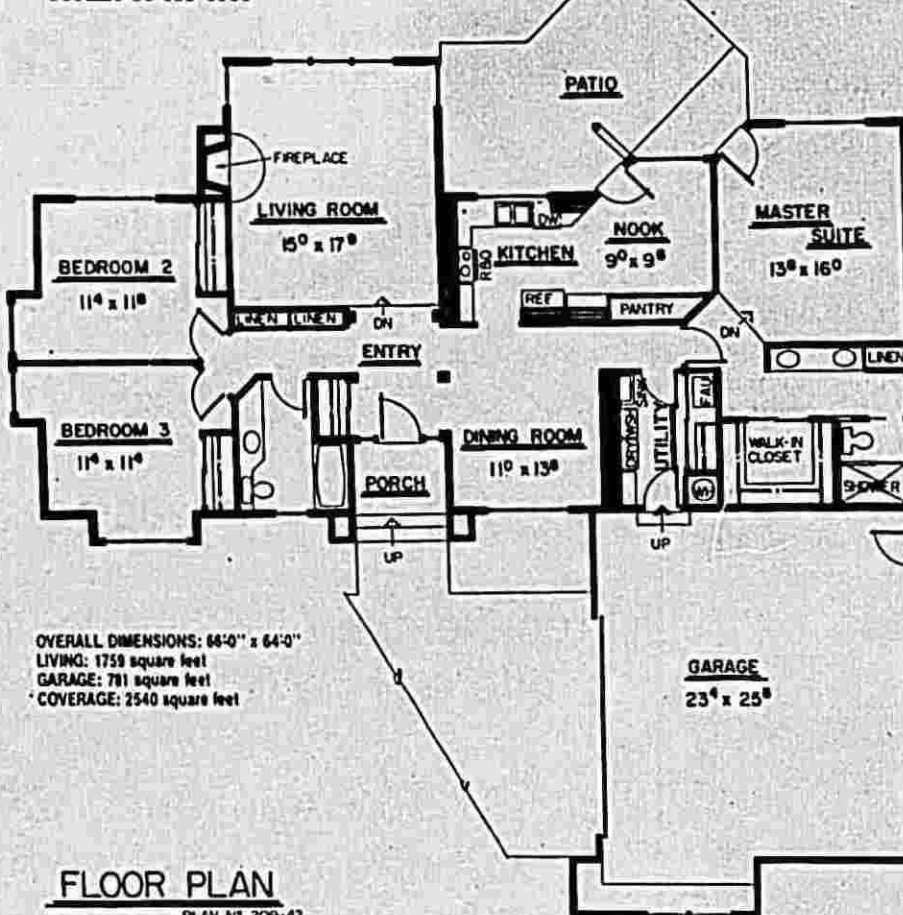 PATIO
FIREPLACE
LIVING ROOM
15⁰ x 17⁸
MASTER
SUITE
13⁸ x 16⁰
DW
NOOK
9⁰ x 9⁸
KITCHEN
R&O
BEDROOM 2
11⁴ x 11⁸
REF
PANTRY
LINEN
LINEN
DN
DN
ENTRY
LINEN
SINK
FAU
BEDROOM 3
11⁴ x 11⁴
DINING ROOM
11⁰ x 13⁸
UTILITY
WALK-IN
CLOSET
PORCH
WH
SHOWER
UP
UP
OVERALL DIMENSIONS: 66'-0" x 64'-0"
LIVING: 1759 square feet
GARAGE: 781 square feet
COVERAGE: 2540 square feet
GARAGE
23⁴ x 25⁸
FLOOR PLAN